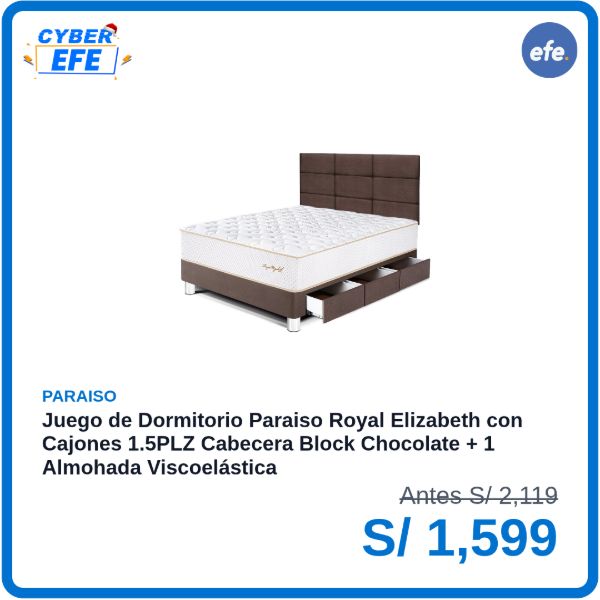 CYBER
EFE
efe.
PARAISO
Juego de Dormitorio Paraiso Royal Elizabeth con
Cajones 1.5PLZ Cabecera Block Chocolate + 1
Almohada Viscoelástica
Antes S/ 2,119
S/ 1,599